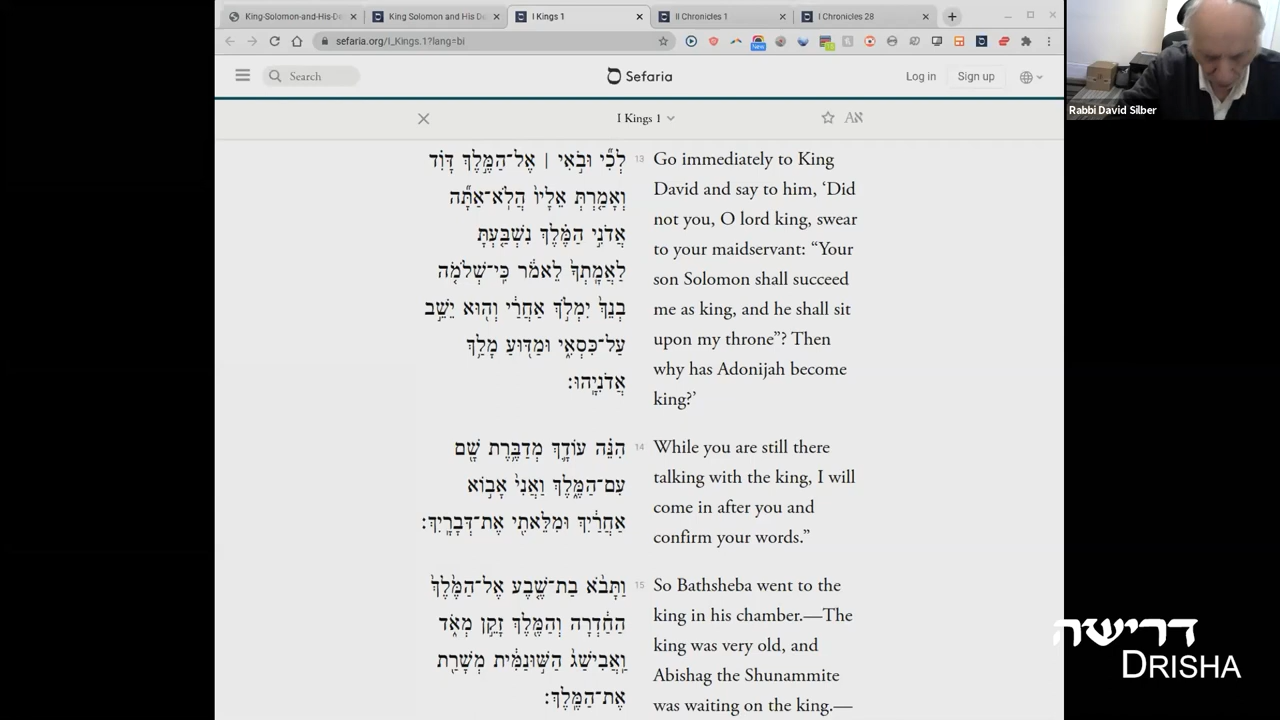 King-Solomon-and-His-De
King Solomon and His De
I Kings 1
II Chronicles 1
I Chronicles 28
sefaria.org/I_Kings.1?lang=bi
New
Search
Sefaria
Log in
Sign up
Rabbi David Silber
I Kings 1
לְכִ֞י וּבֹ֣אִי ׀ אֶל־הַמֶּ֣לֶךְ דָּוִ֗ד
וְאָמַ֤רְתְּ אֵלָיו֙ הֲלֹֽא־אַתָּ֞ה
אֲדֹנִ֣י הַמֶּ֗לֶךְ נִשְׁבַּ֤עְתָּ
לַאֲמָֽתְךָ֙ לֵאמֹ֔ר כִּֽי־שְׁלֹמֹ֤ה
בְנֵךְ֙ יִמְלֹ֣ךְ אַחֲרַ֔י וְה֖וּא יֵשֵׁ֣ב
עַל־כִּסְאִ֑י וּמַדּ֖וּעַ מָלַ֥ךְ
אֲדֹנִיָּֽהוּ׃
13
Go immediately to King
David and say to him, ‘Did
not you, O lord king, swear
to your maidservant: “Your
son Solomon shall succeed
me as king, and he shall sit
upon my throne”? Then
why has Adonijah become
king?’
הִנֵּ֗ה עוֹדָ֛ךְ מְדַבֶּ֥רֶת שָׁ֖ם
עִם־הַמֶּ֑לֶךְ וַאֲנִי֙ אָב֣וֹא
אַחֲרַ֔יִךְ וּמִלֵּאתִ֖י אֶת־דְּבָרָֽיִךְ׃
14
While you are still there
talking with the king, I will
come in after you and
confirm your words.”
וַתָּבֹ֨א בַת־שֶׁ֤בַע אֶל־הַמֶּ֙לֶךְ֙
הַחַ֔דְרָה וְהַמֶּ֖לֶךְ זָקֵ֣ן מְאֹ֑ד
וַֽאֲבִישַׁג֙ הַשּׁ֣וּנַמִּ֔ית מְשָׁרַ֖ת
אֶת־הַמֶּֽלֶךְ׃
15
So Bathsheba went to the
king in his chamber.—The
king was very old, and
Abishag the Shunammite
was waiting on the king.—
דרישה
DRISHA